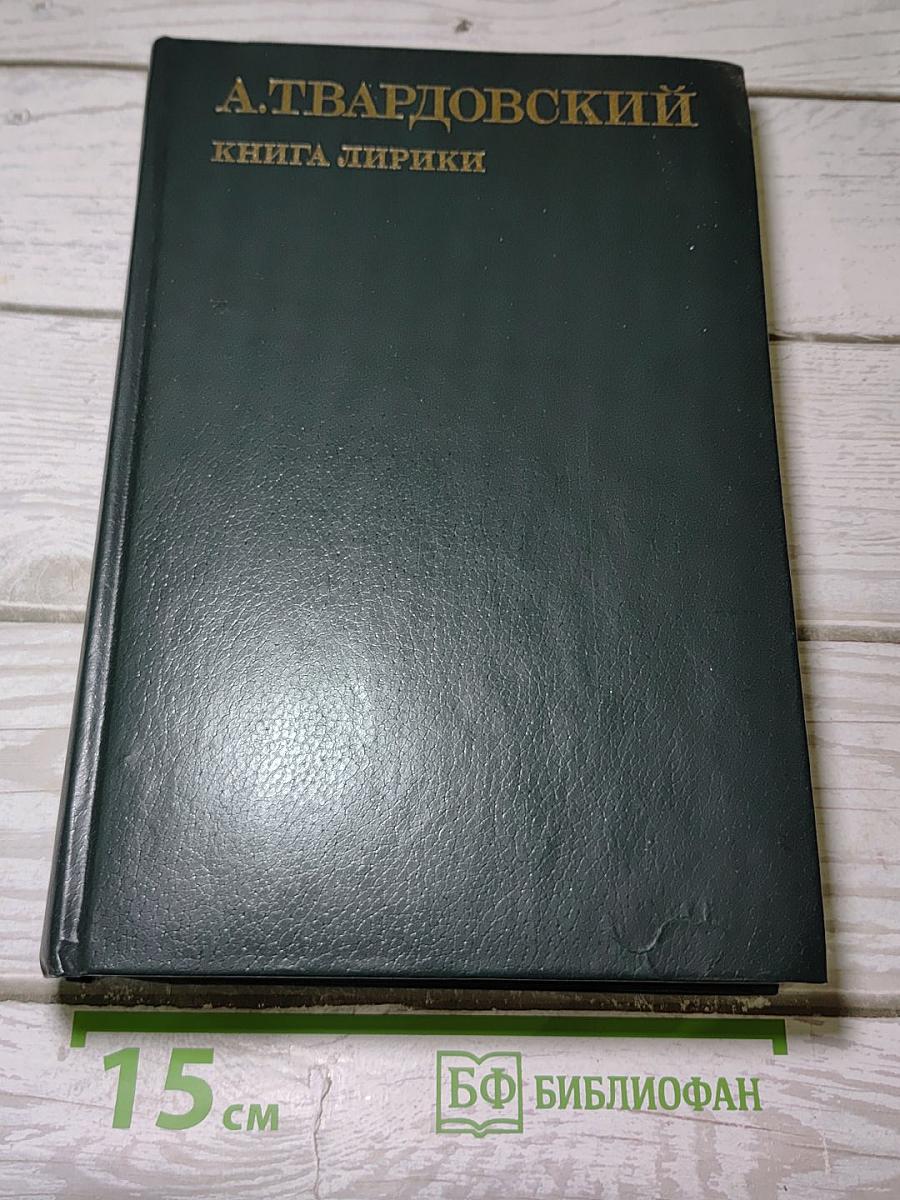 А.ТВАРДОВСКИЙ
КНИГА ЛИРИКИ
15 см
БФ БИБЛИОФАН